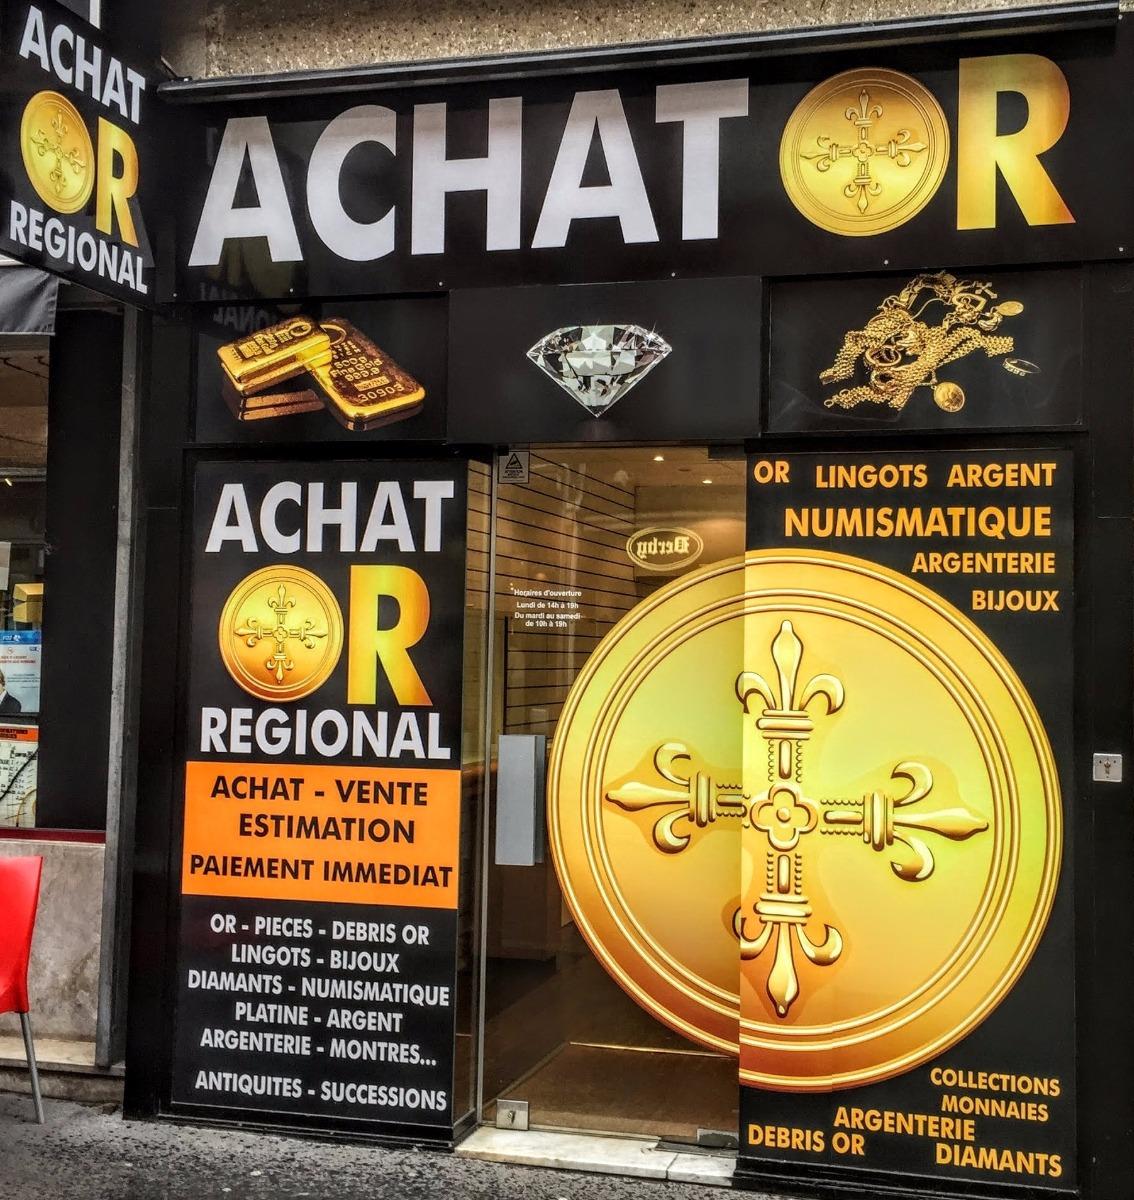 ACHAT
OR
REGIONAL
ACHAT OR
ACHAT
OR
REGIONAL
ACHAT - VENTE
ESTIMATION
PAIEMENT IMMEDIAT
OR - PIECES - DEBRIS OR
LINGOTS - BIJOUX
DIAMANTS - NUMISMATIQUE
PLATINE - ARGENT
ARGENTERIE - MONTRES...
ANTIQUITES - SUCCESSIONS
Derby
Horaires d'ouverture
Lundi de 14h à 19h
Du mardi au samedi
de 10h à 19h
OR LINGOTS ARGENT
NUMISMATIQUE
ARGENTERIE
BIJOUX
COLLECTIONS
MONNAIES
ARGENTERIE
DEBRIS OR DIAMANTS